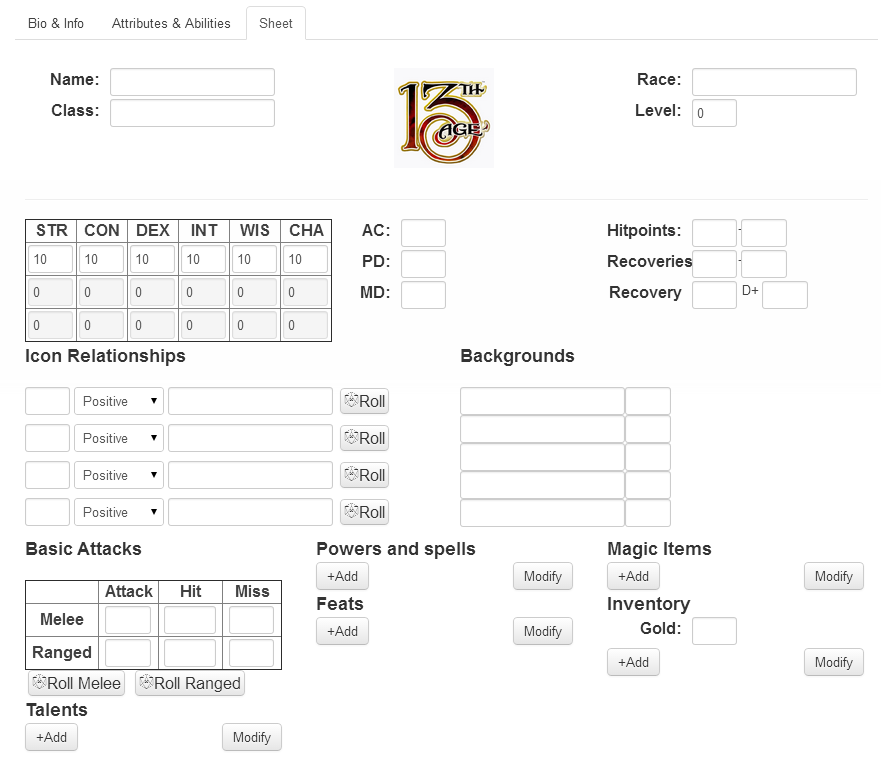 Bio & Info Attributes & Abilities Sheet
Name: 13TH AGE Race:
Class: Level: 0
STR CON DEX INT WIS CHA AC: Hitpoints: -
10 10 10 10 10 10 PD: Recoveries -
0 0 0 0 0 0 MD: Recovery D+
0 0 0 0 0 0
Icon Relationships Backgrounds
Positive Roll
Positive Roll
Positive Roll
Positive Roll
Basic Attacks Powers and spells Magic Items
+Add Modify +Add Modify
Attack Hit Miss Feats Inventory
Melee +Add Modify Gold:
Ranged +Add Modify
Roll Melee Roll Ranged
Talents
+Add Modify